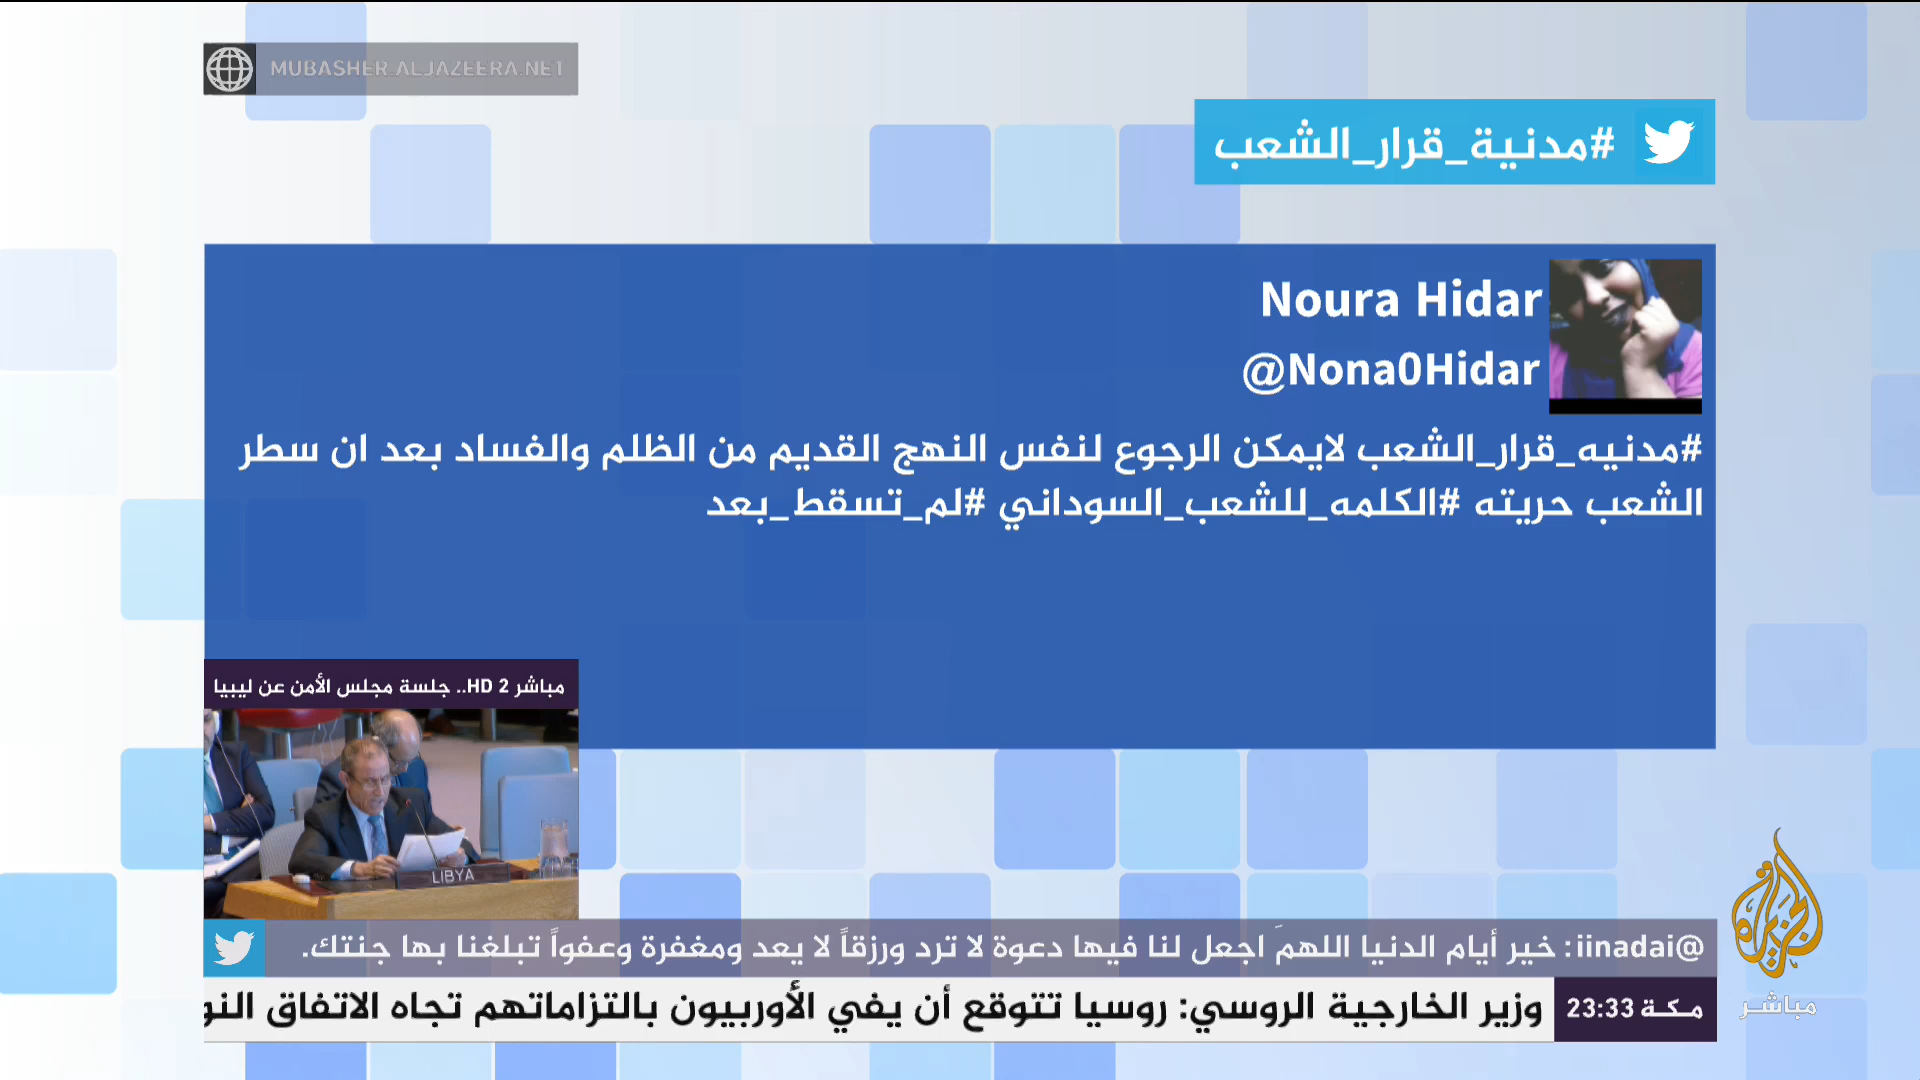 MUBASHER.ALJAZEERA.NET
#مدنية_قرار_الشعب
Noura Hidar
@Nona0Hidar
#مدنيه_قرار_الشعب لايمكن الرجوع لنفس النهج القديم من الظلم والفساد بعد ان سطر
الشعب حريته #الكلمه_للشعب_السوداني #لم_تسقط_بعد
مباشر 2 HD.. جلسة مجلس الأمن عن ليبيا
LIBYA
@iinadai: خير أيام الدنيا اللهمَ اجعل لنا فيها دعوة لا ترد ورزقاً لا يعد ومغفرة وعفواً تبلغنا بها جنتك.
مكة 23:33
وزير الخارجية الروسي: روسيا تتوقع أن يفي الأوربيون بالتزاماتهم تجاه الاتفاق النو
الجزيرة
مباشر